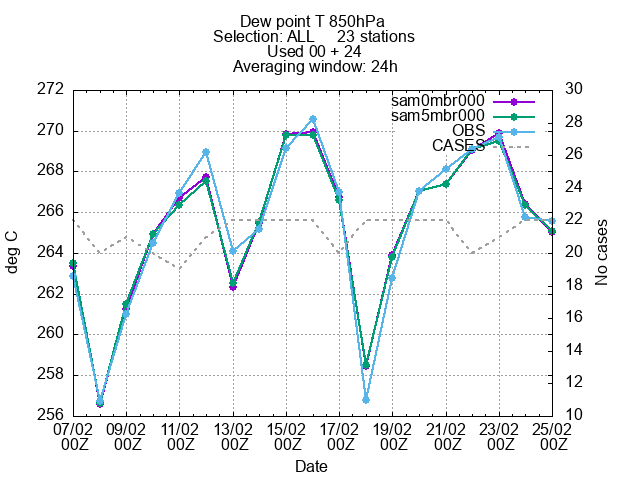 Dew point T 850hPa
Selection: ALL     23 stations
Used 00 + 24
Averaging window: 24h
sam0mbr000
sam5mbr000
OBS
CASES
deg C
272
270
268
266
264
262
260
258
256
30
28
26
24
22
20
18
16
14
12
10
No cases
07/02 09/02 11/02 13/02 15/02 17/02 19/02 21/02 23/02 25/02
00Z 00Z 00Z 00Z 00Z 00Z 00Z 00Z 00Z 00Z
Date